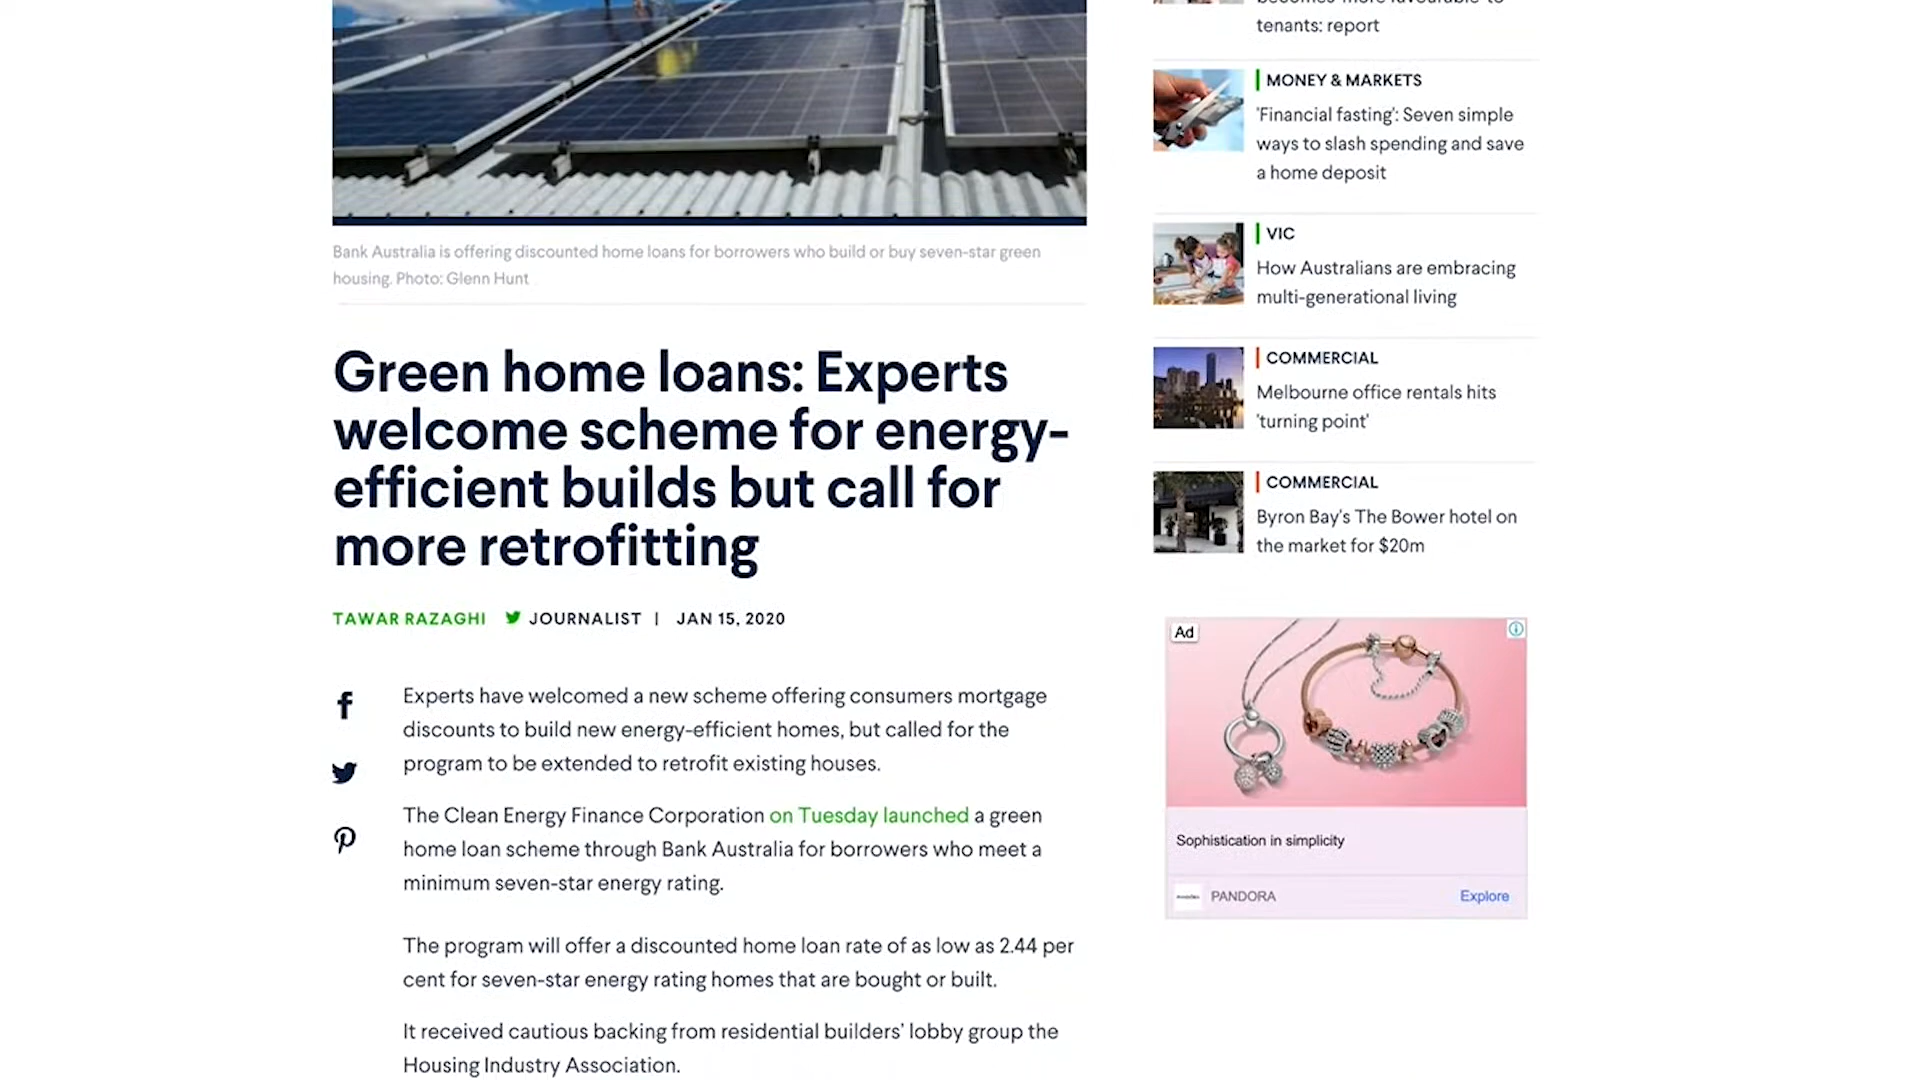 Bank Australia is offering discounted home loans for borrowers who build or buy seven-star green
housing. Photo: Glenn Hunt
Green home loans: Experts
welcome scheme for energy-
efficient builds but call for
more retrofitting
TAWAR RAZAGHI JOURNALIST | JAN 15, 2020
Experts have welcomed a new scheme offering consumers mortgage
discounts to build new energy-efficient homes, but called for the
program to be extended to retrofit existing houses.
The Clean Energy Finance Corporation on Tuesday launched a green
home loan scheme through Bank Australia for borrowers who meet a
minimum seven-star energy rating.
The program will offer a discounted home loan rate of as low as 2.44 per
cent for seven-star energy rating homes that are bought or built.
It received cautious backing from residential builders' lobby group the
Housing Industry Association.
tenants: report
MONEY & MARKETS
'Financial fasting': Seven simple
ways to slash spending and save
a home deposit
VIC
How Australians are embracing
multi-generational living
COMMERCIAL
Melbourne office rentals hits
'turning point'
COMMERCIAL
Byron Bay's The Bower hotel on
the market for $20m
Ad
Sophistication in simplicity
PANDORA
Explore